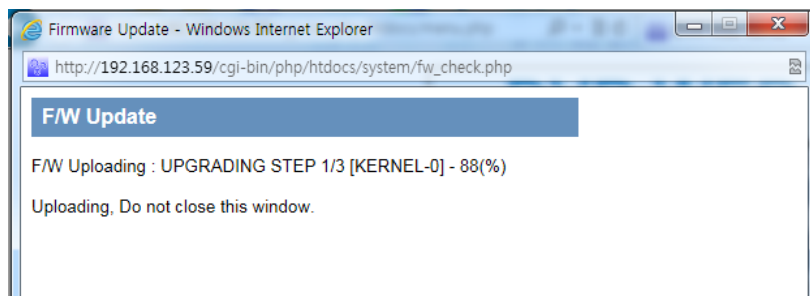 Firmware Update - Windows Internet Explorer
http://192.168.123.59/cgi-bin/php/htdocs/system/fw_check.php
F/W Update
F/W Uploading : UPGRADING STEP 1/3 [KERNEL-0] - 88(%)
Uploading, Do not close this window.